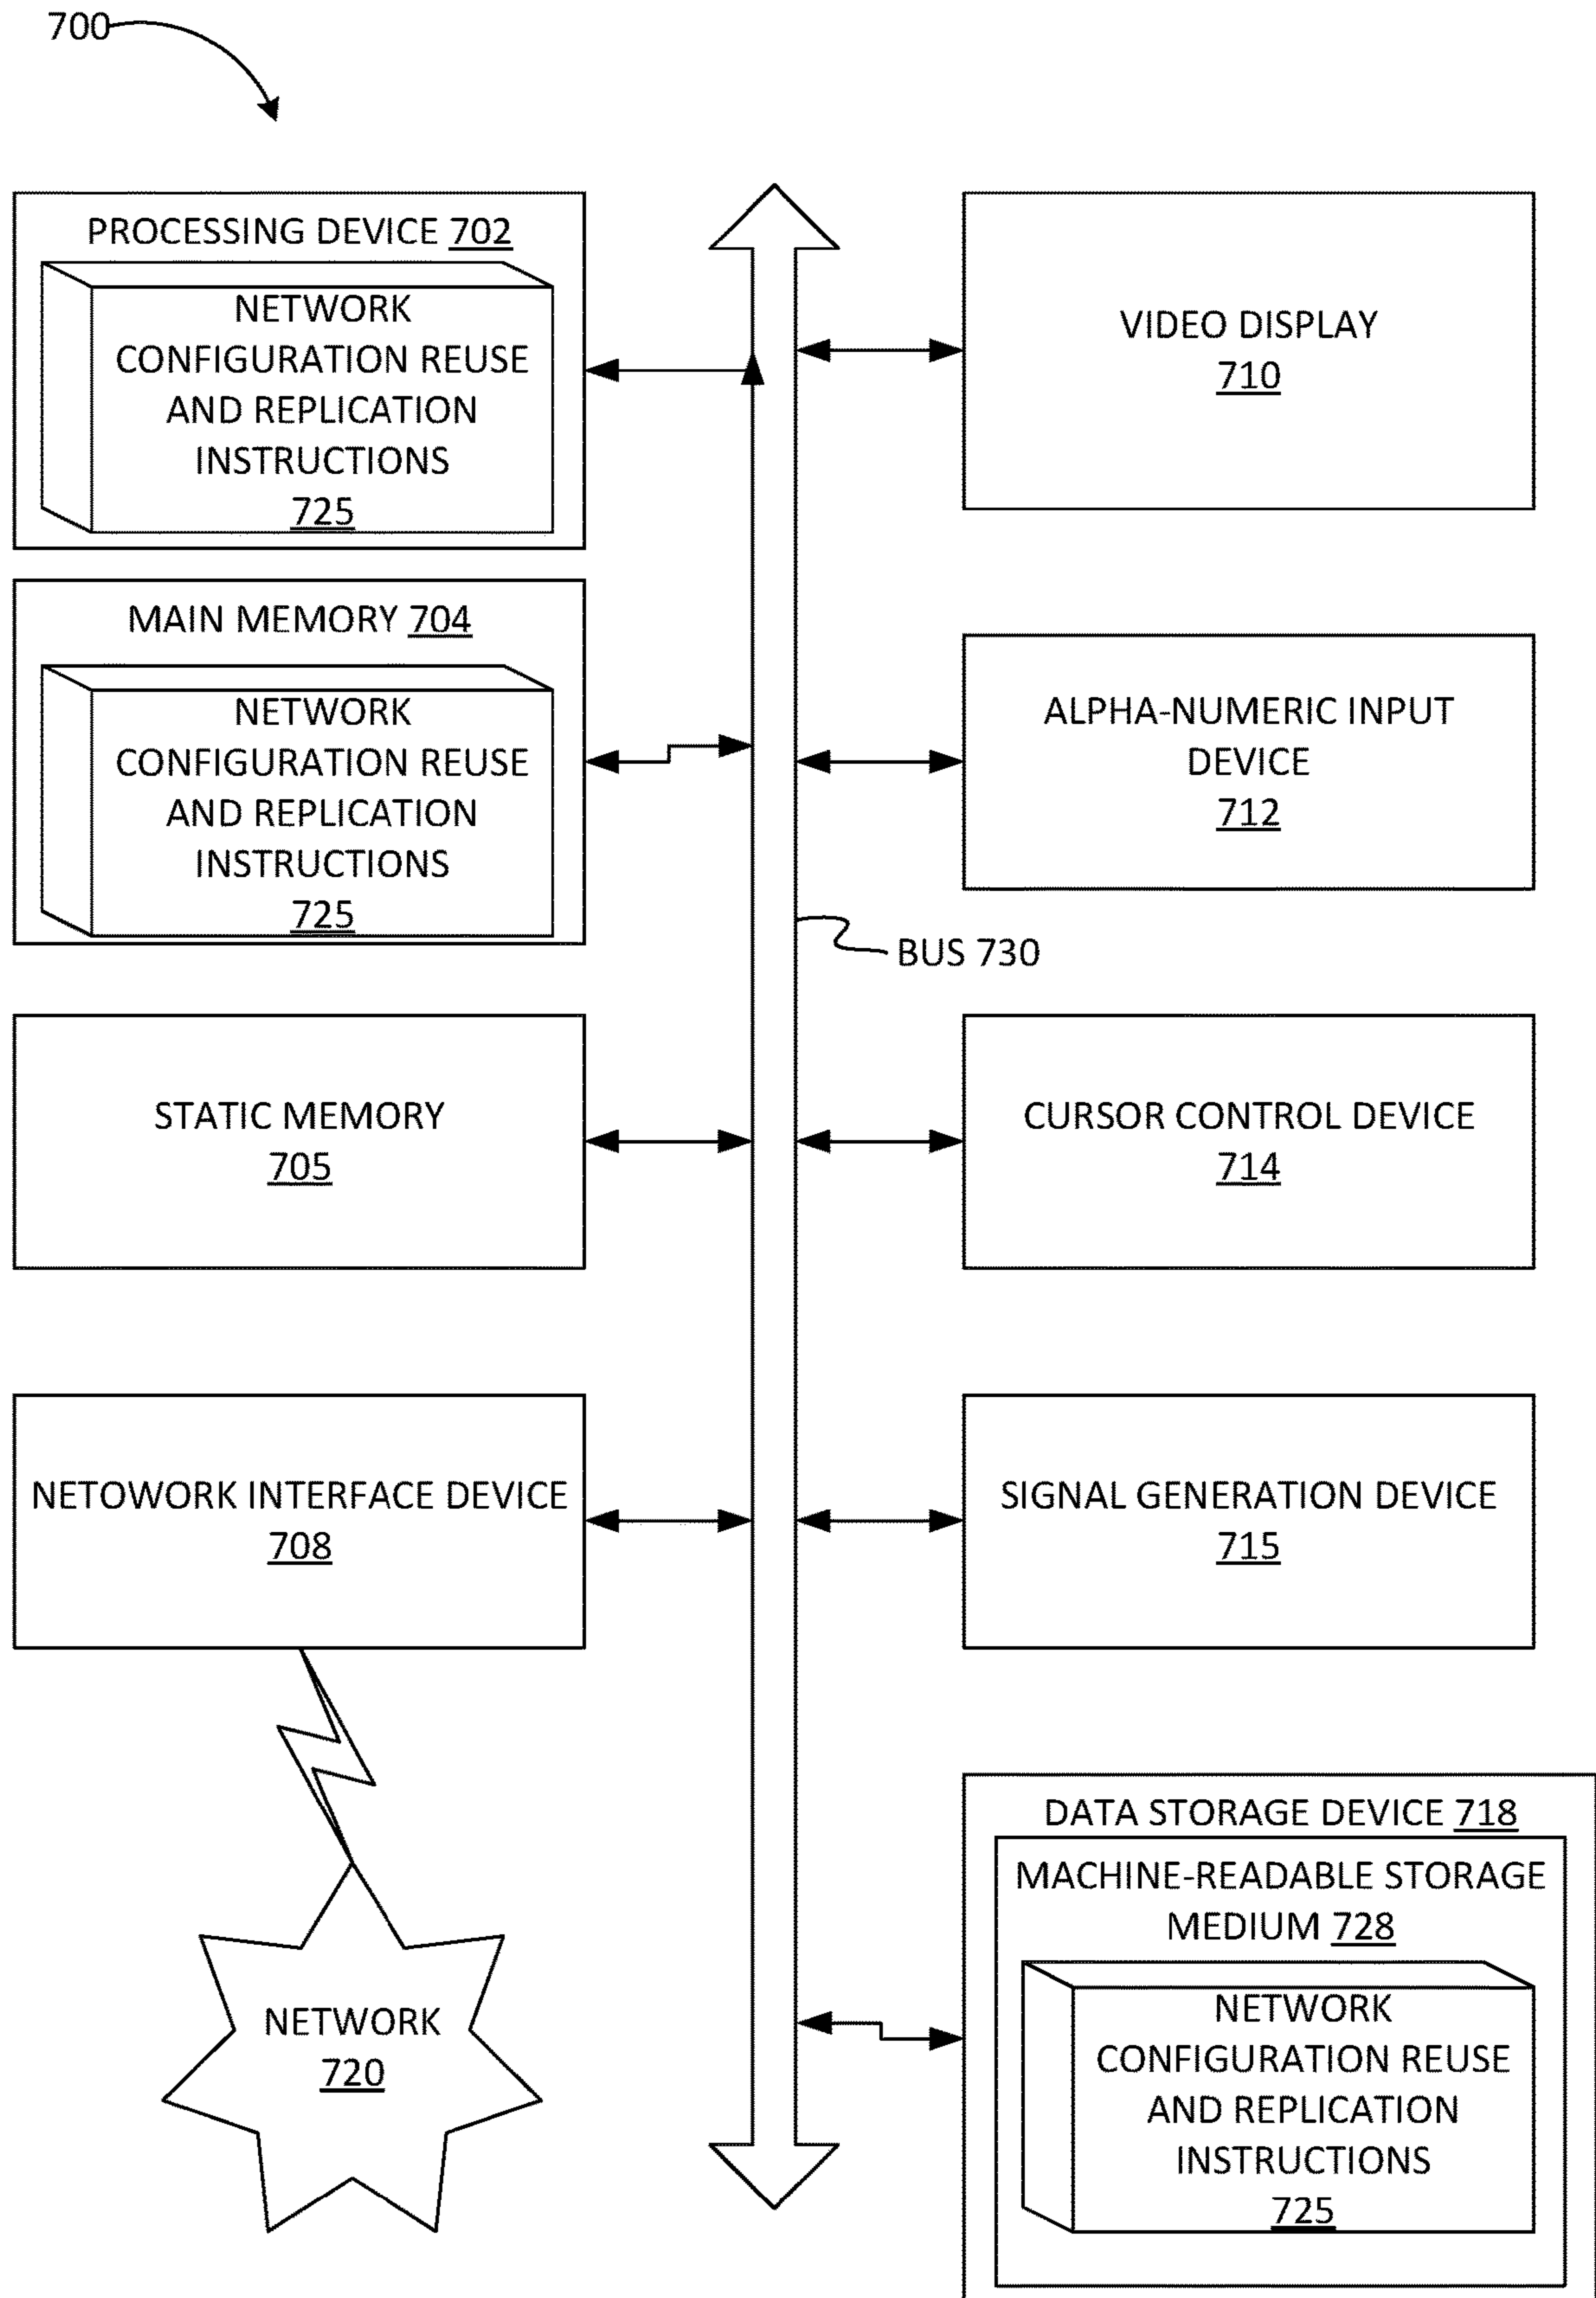 700
PROCESSING DEVICE 702
NETWORK
CONFIGURATION REUSE
AND REPLICATION
INSTRUCTIONS
725
MAIN MEMORY 704
NETWORK
CONFIGURATION REUSE
AND REPLICATION
INSTRUCTIONS
725
STATIC MEMORY
705
NETOWORK INTERFACE DEVICE
708
NETWORK
720
BUS 730
VIDEO DISPLAY
710
ALPHA-NUMERIC INPUT
DEVICE
712
CURSOR CONTROL DEVICE
714
SIGNAL GENERATION DEVICE
715
DATA STORAGE DEVICE 718
MACHINE-READABLE STORAGE
MEDIUM 728
NETWORK
CONFIGURATION REUSE
AND REPLICATION
INSTRUCTIONS
725